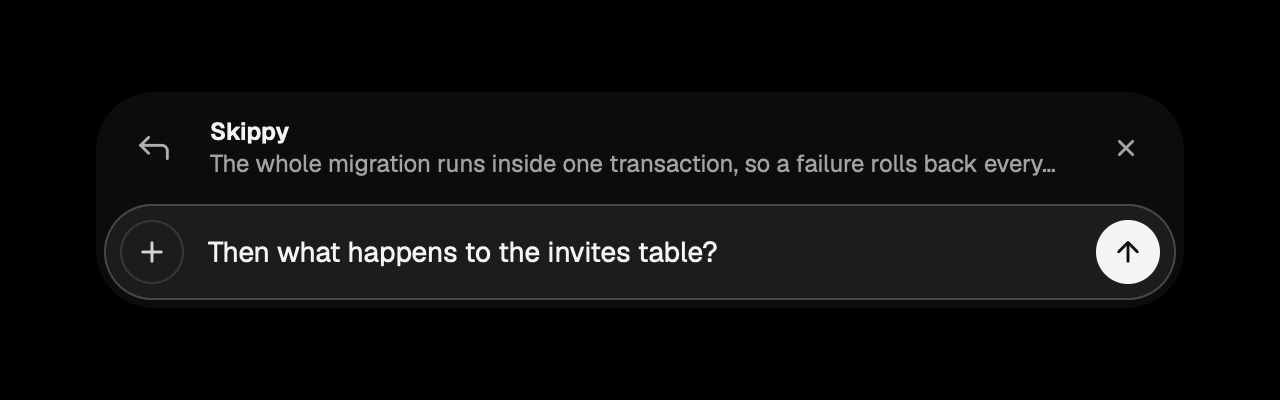 Skippy
The whole migration runs inside one transaction, so a failure rolls back every…
Then what happens to the invites table?